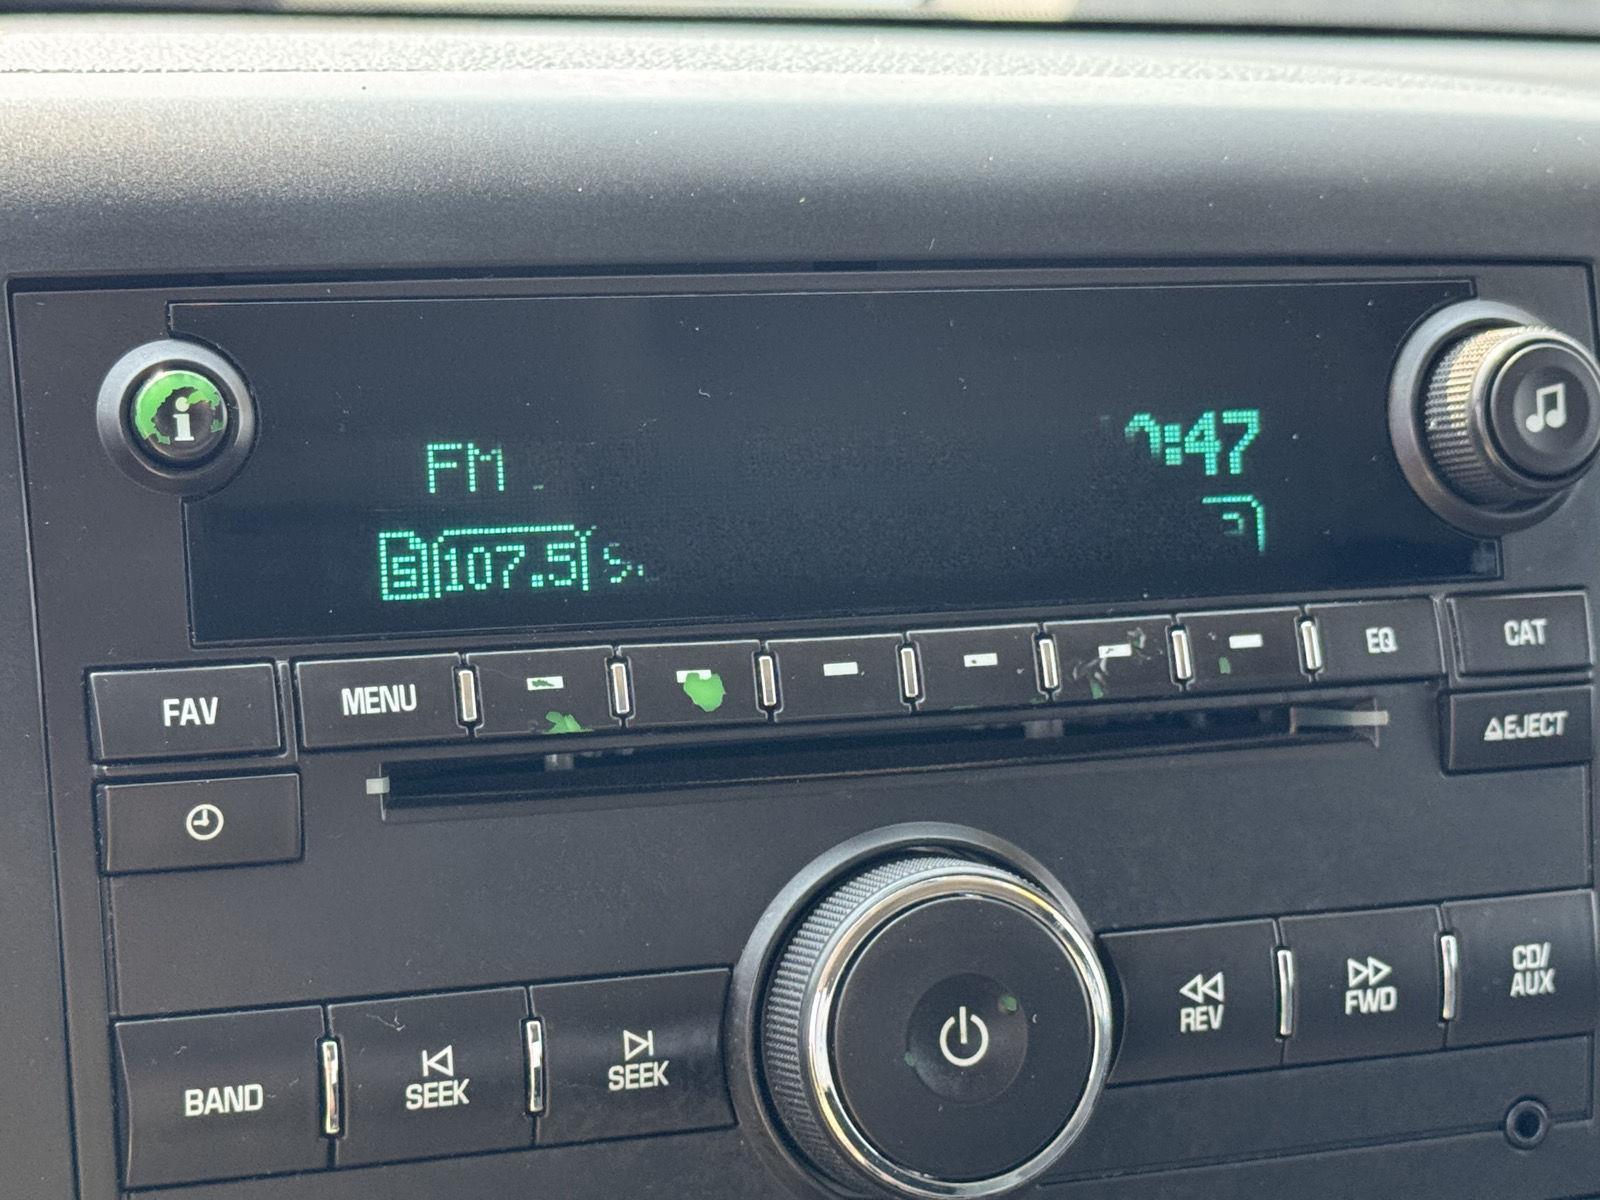 FM
:47
107.5
i
FAV
MENU
EQ
CAT
EJECT
BAND
SEEK
SEEK
REV
FWD
CD/
AUX